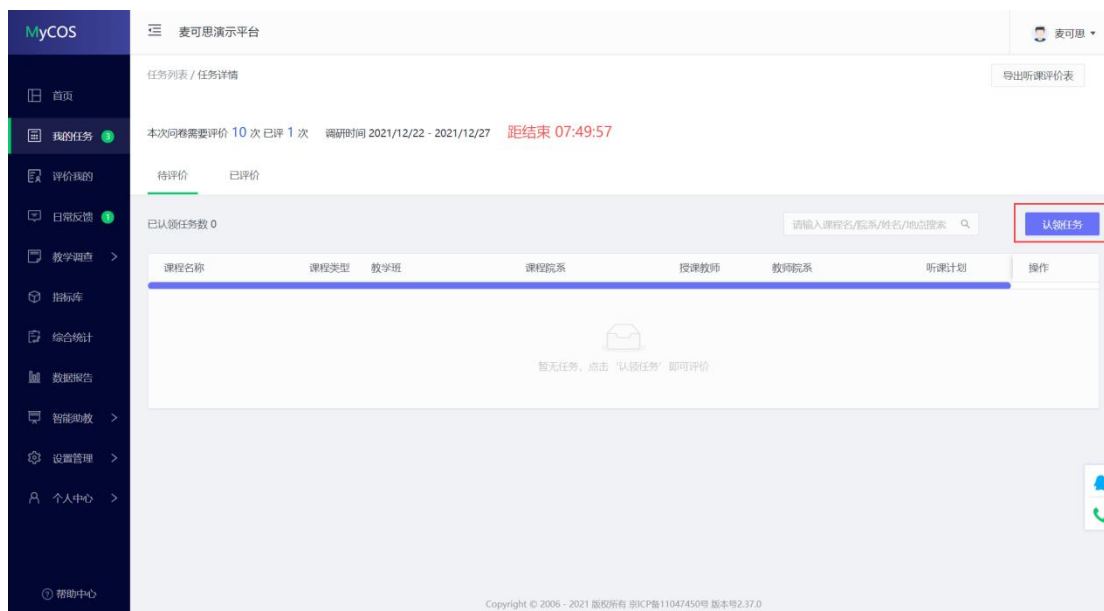 MyCOS
麦可思演示平台
麦可思
首页
我的任务 3
评价我的
日常反馈 1
教学调查
指标库
综合统计
数据报告
智能助教
设置管理
个人中心
帮助中心
任务列表 / 任务详情
导出听课评价表
本次问卷需要评价 10 次 已评 1 次 调研时间 2021/12/22 - 2021/12/27 距结束 07:49:57
待评价 已评价
已认领任务数 0 请输入课程名/院系/姓名/地点搜索 认领任务
课程名称 课程类型 教学班 课程院系 授课教师 教师院系 听课计划 操作
暂无任务，点击‘认领任务’即可评价
Copyright © 2006 - 2021 版权所有 京ICP备11047450号 版本号2.37.0